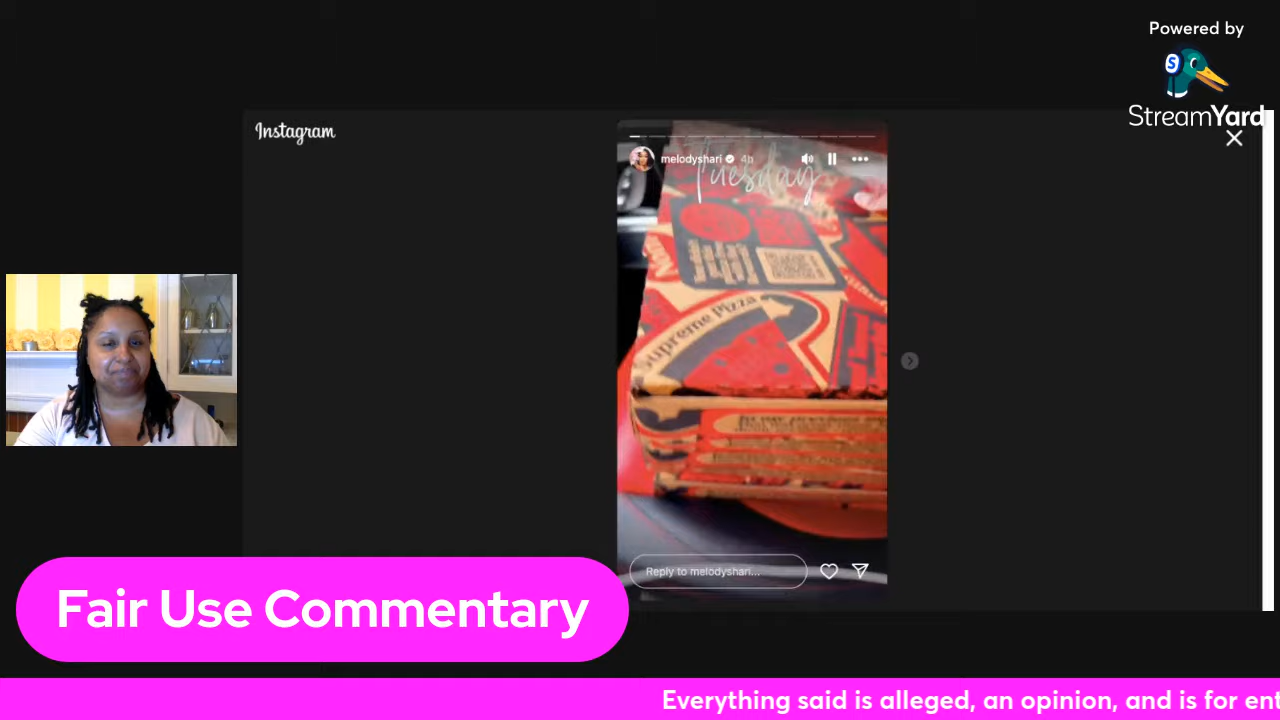 Powered by
StreamYard
Instagram
melodyshari 4h
Tuesday
Supreme Pizza
Reply to melodyshari...
Fair Use Commentary
Everything said is alleged, an opinion, and is for ent